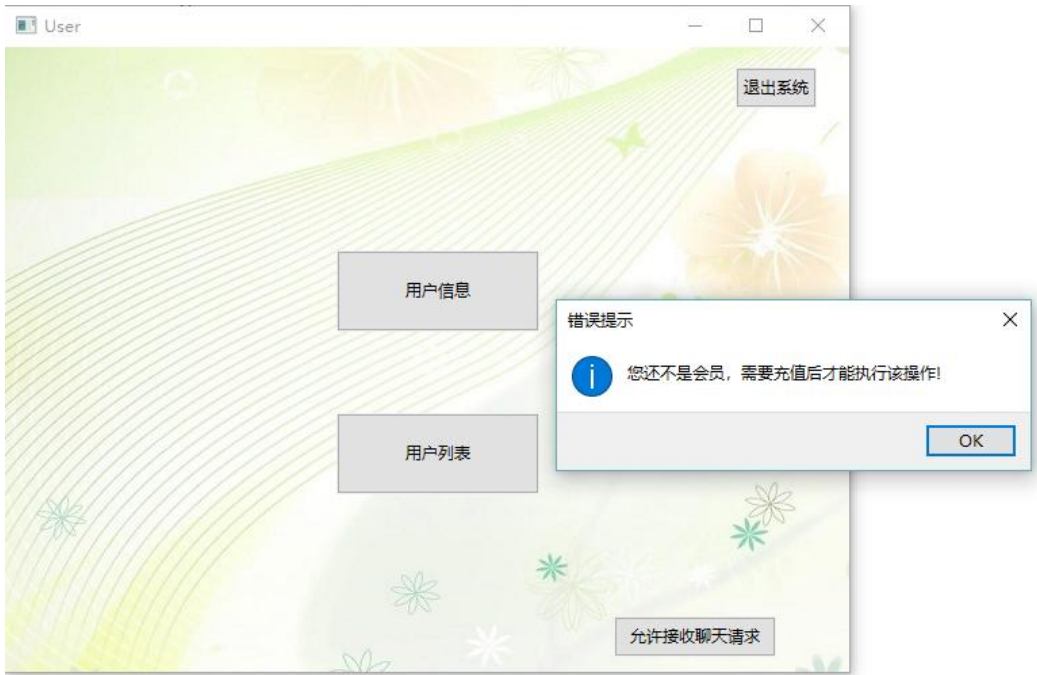 User
退出系统
用户信息
错误提示
您还不是会员，需要充值后才能执行该操作!
OK
用户列表
允许接收聊天请求